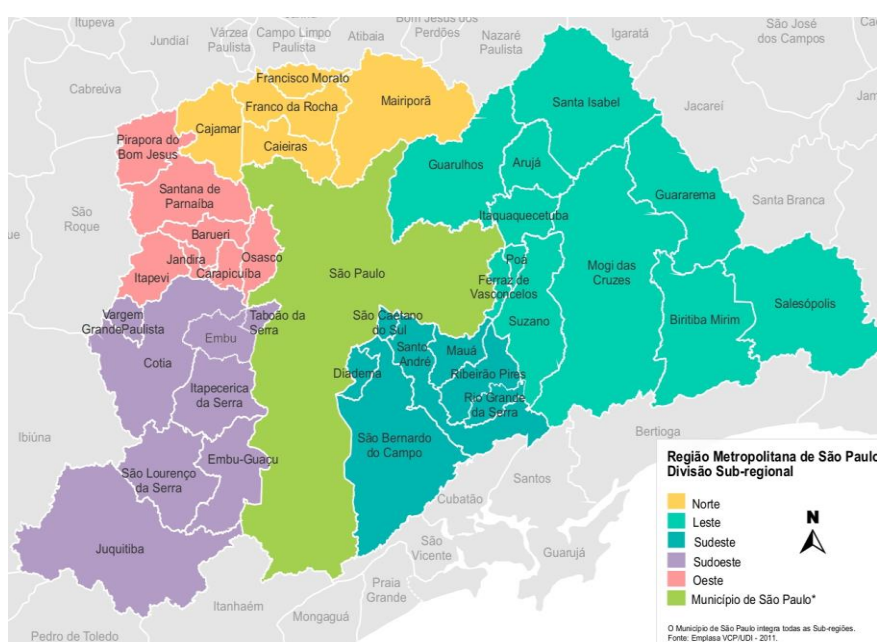 Itupeva
Jundiaí
Várzea
Paulista
Campo Limpo
Paulista
Atibaia
Bom Jesus dos
Perdões
Nazaré
Paulista
Igaratá
São José
dos Campos
Cabreúva
Jacareí
Francisco Morato
Franco da Rocha
Mairiporã
Cajamar
Caieiras
Santa Isabel
Pirapora do
Bom Jesus
Guarulhos
Arujá
Guararema
Santana de
Parnaíba
Santa Branca
São
Roque
Itaquaquecetuba
Barueri
Osasco
Jandira
Itapevi
Carapicuíba
São Paulo
Poá
Ferraz de
Vasconcelos
Mogi das
Cruzes
Salesópolis
Vargem
GrandePaulista
Taboão da
Serra
São Caetano
do Sul
Suzano
Biritiba Mirim
Embu
Cotia
Santo
André
Mauá
Diadema
Ribeirão Pires
Itapecerica
da Serra
Rio Grande
da Serra
Ibiúna
São Bernardo
do Campo
Bertioga
Embu-Guaçu
São Lourenço
da Serra
Santos
Cubatão
Juquitiba
São
Vicente
Guarujá
Praia
Grande
Itanhaém
Mongaguá
Pedro de Toledo
Região Metropolitana de São Paulo
Divisão Sub-regional
Norte
Leste
Sudeste
Sudoeste
Oeste
Município de São Paulo*
N
O Município de São Paulo integra todas as Sub-regiões.
Fonte: Emplasa VCP/UDI - 2011.